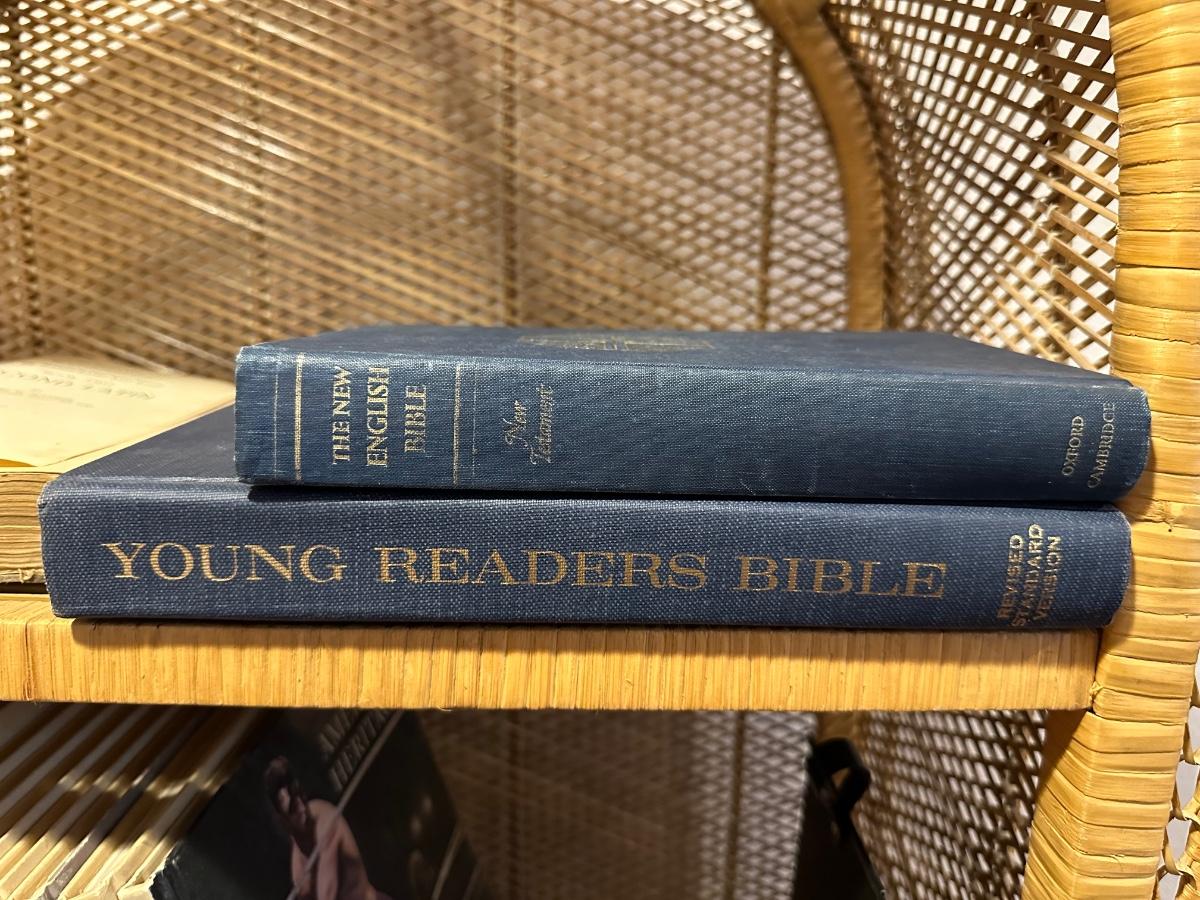 THE NEW
ENGLISH
BIBLE
New
Testament
OXFORD
CAMBRIDGE
YOUNG READERS BIBLE
REVISED
STANDARD
VERSION